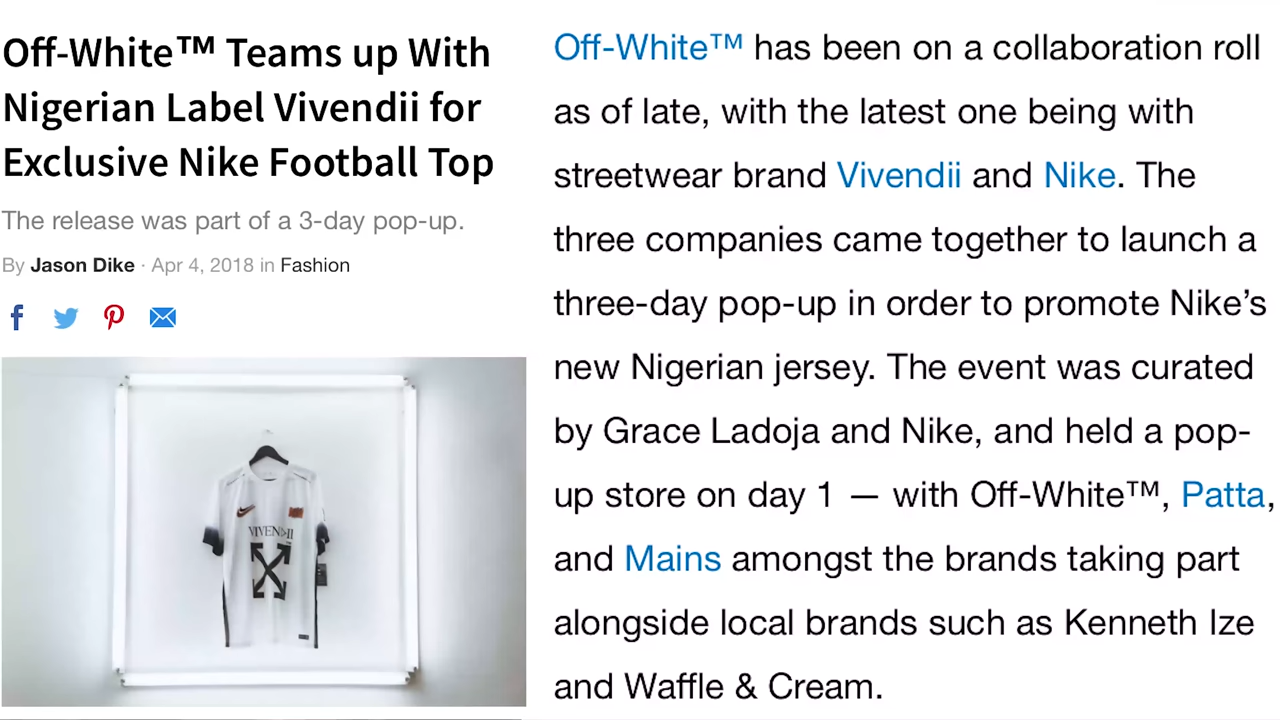 Off-White™ Teams up With
Nigerian Label Vivendii for
Exclusive Nike Football Top
The release was part of a 3-day pop-up.
By Jason Dike · Apr 4, 2018 in Fashion
VIVENDII
Off-White™ has been on a collaboration roll
as of late, with the latest one being with
streetwear brand Vivendii and Nike. The
three companies came together to launch a
three-day pop-up in order to promote Nike’s
new Nigerian jersey. The event was curated
by Grace Ladoja and Nike, and held a pop-
up store on day 1 — with Off-White™, Patta,
and Mains amongst the brands taking part
alongside local brands such as Kenneth Ize
and Waffle & Cream.